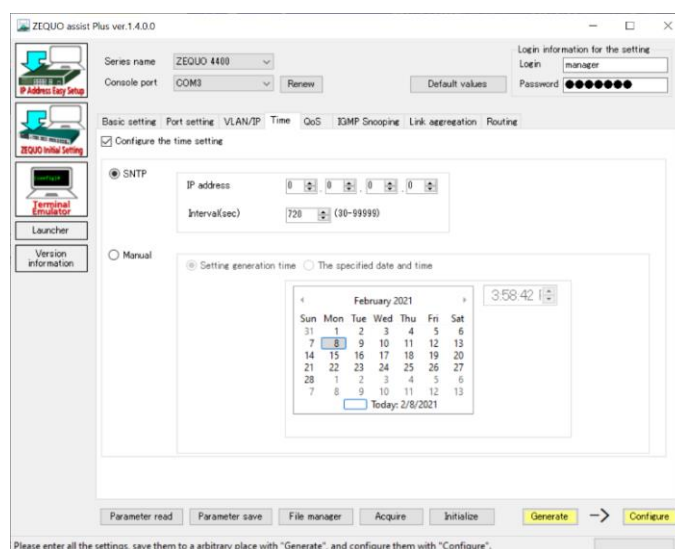 ZEQUO assist Plus ver.1.4.0.0
IP Address Easy Setup
ZEQUO Initial Setting
Terminal
Emulator
Launcher
Version
information
Series name ZEQUO 4400
Console port COM3 Renew Default values
Login information for the setting
Login manager
Password ●●●●●●●
Basic setting Port setting VLAN/IP Time QoS IGMP Snooping Link aggregation Routing
Configure the time setting
SNTP
IP address 0 . 0 . 0 . 0
Interval(sec) 720 (30-99999)
Manual
Setting generation time The specified date and time
February 2021
3:58:42
Sun Mon Tue Wed Thu Fri Sat
31 1 2 3 4 5 6
7 8 9 10 11 12 13
14 15 16 17 18 19 20
21 22 23 24 25 26 27
28 1 2 3 4 5 6
7 8 9 10 11 12 13
Today: 2/8/2021
Parameter read Parameter save File manager Acquire Initialize Generate -> Configure
Please enter all the settings, save them to a arbitrary place with "Generate", and configure them with "Configure".